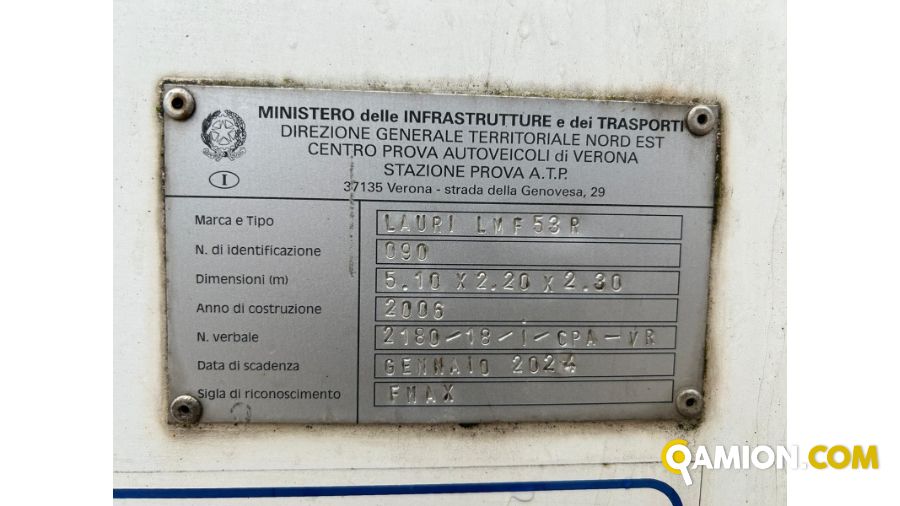 MINISTERO delle INFRASTRUTTURE e dei TRASPORTI
DIREZIONE GENERALE TERRITORIALE NORD EST
CENTRO PROVA AUTOVEICOLI di VERONA
STAZIONE PROVA A.T.P.
37135 Verona - strada della Genovesa, 29
I
Marca e Tipo LAURI LMF53R
N. di identificazione 090
Dimensioni (m) 5.10 X 2.20 X 2.30
Anno di costruzione 2006
N. verbale 2180/18/1/CPA-VR
Data di scadenza GENNAIO 2024
Sigla di riconoscimento FNAX
QAMION.COM